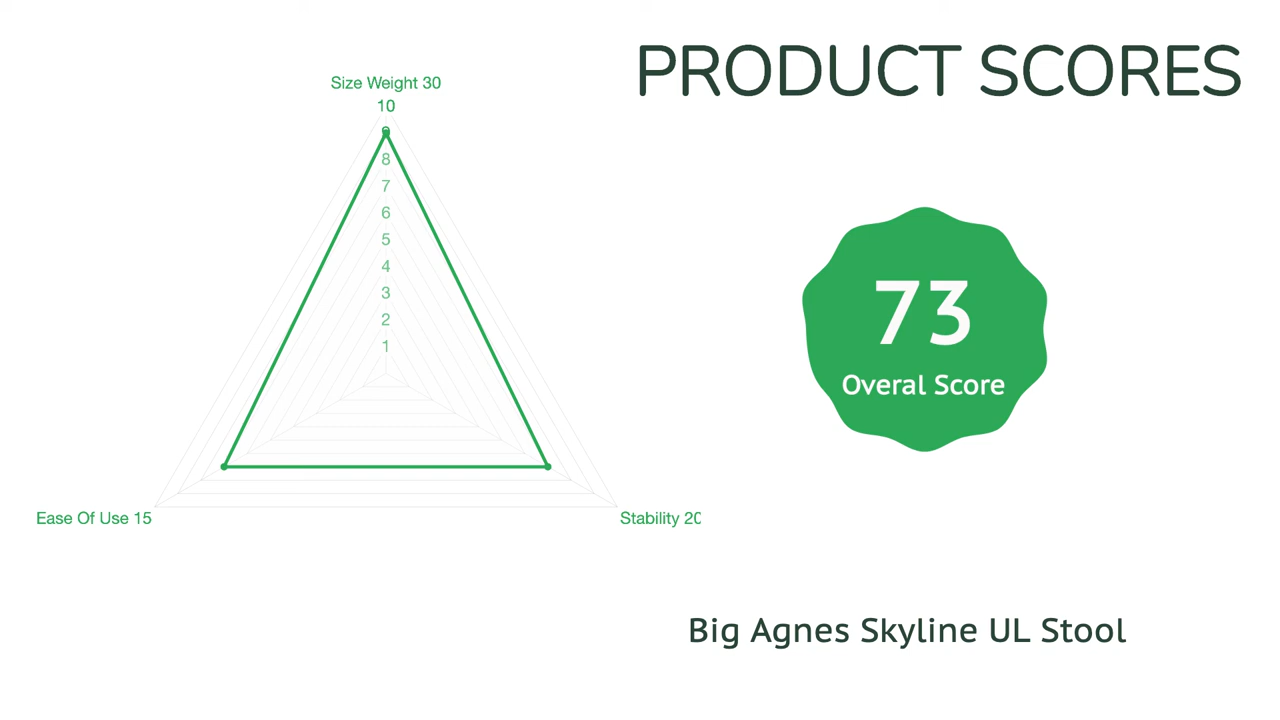 PRODUCT SCORES
Size Weight 30
10
8
7
6
5
4
3
2
1
Ease Of Use 15
Stability 20
73
Overal Score
Big Agnes Skyline UL Stool